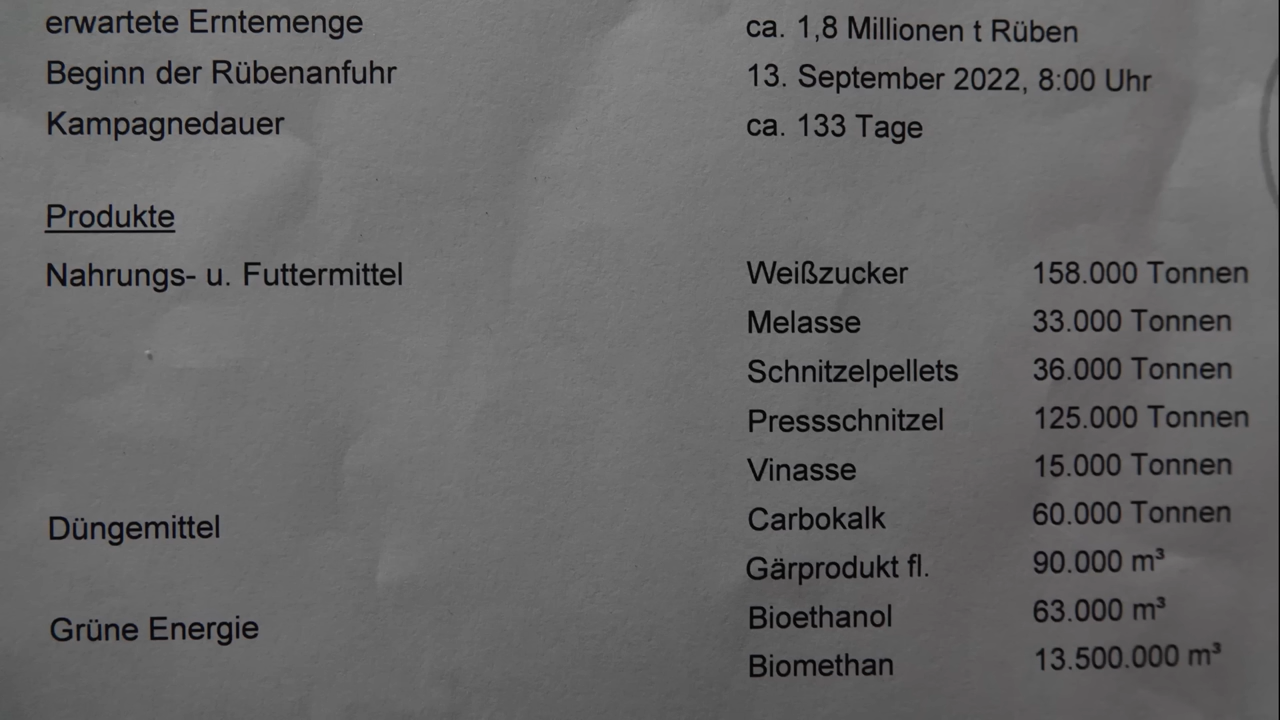 erwartete Erntemenge ca. 1,8 Millionen t Rüben
Beginn der Rübenanfuhr 13. September 2022, 8:00 Uhr
Kampagnedauer ca. 133 Tage
Produkte
Nahrungs- u. Futtermittel Weißzucker 158.000 Tonnen
Melasse 33.000 Tonnen
Schnitzelpellets 36.000 Tonnen
Pressschnitzel 125.000 Tonnen
Vinasse 15.000 Tonnen
Düngemittel Carbokalk 60.000 Tonnen
Gärprodukt fl. 90.000 m³
Grüne Energie Bioethanol 63.000 m³
Biomethan 13.500.000 m³